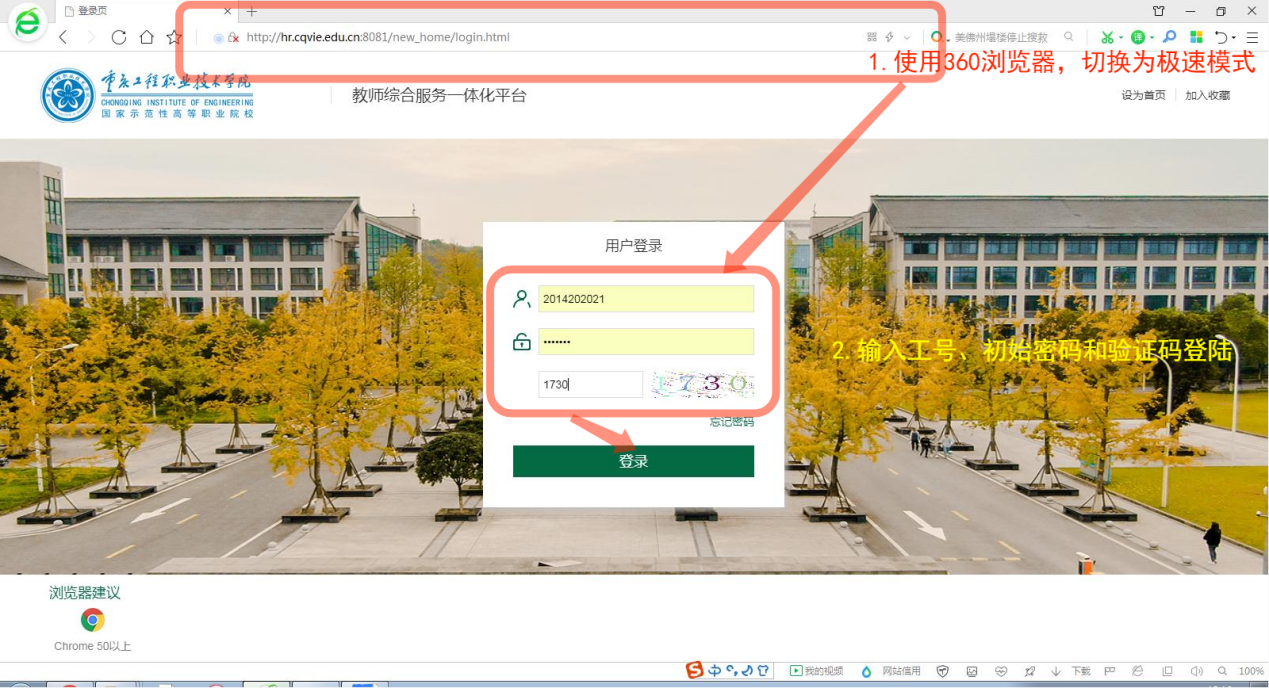 登录页
http://hr.cqvie.edu.cn:8081/new_home/login.html
美佛州塌楼停止搜救
译
1.使用360浏览器，切换为极速模式
重庆工程职业技术学院
CHONGQING INSTITUTE OF ENGINEERING
国家示范性高等职业院校
教师综合服务一体化平台
设为首页
加入收藏
用户登录
2014202021
1730
1730
2.输入工号、初始密码和验证码登陆
忘记密码
登录
浏览器建议
Chrome 50以上
中
我的视频
网站信用
下载
100%